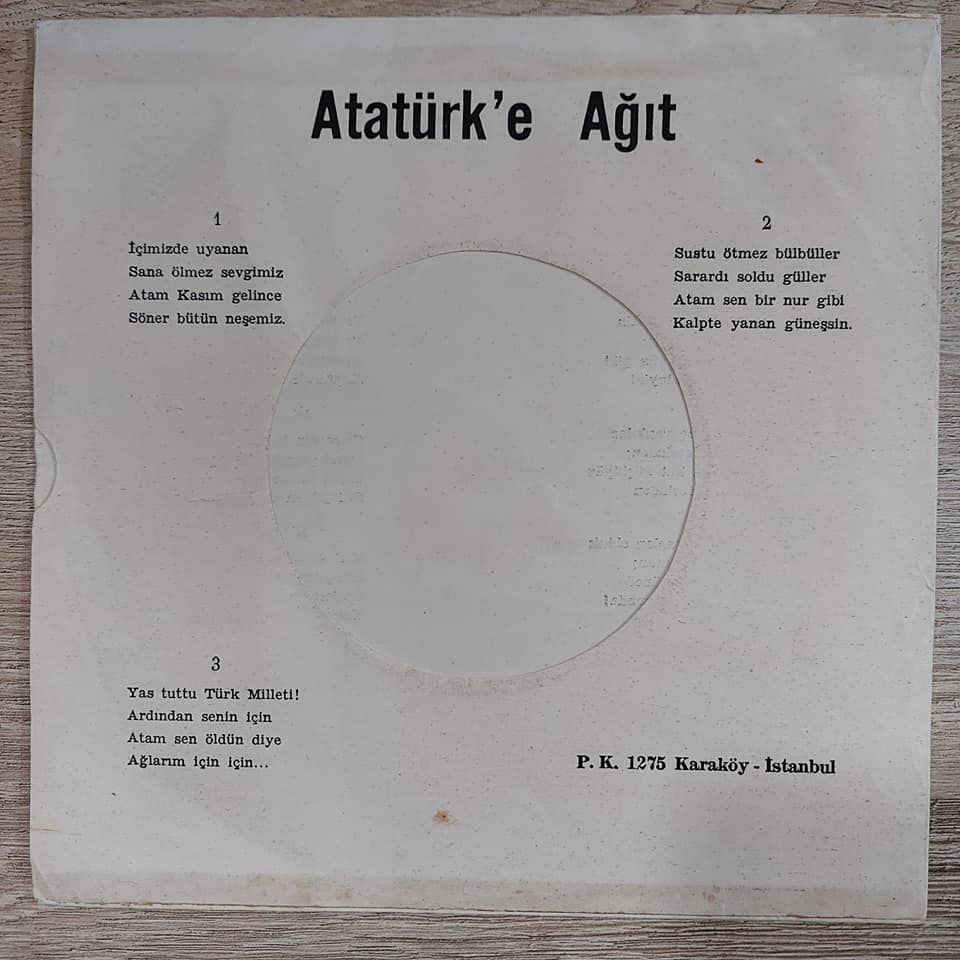 Atatürk'e Ağıt
1
İçimizde uyanan
Sana ölmez sevgimiz
Atam Kasım gelince
Söner bütün neşemiz.
2
Sustu ötmez bülbüller
Sarardı soldu güller
Atam sen bir nur gibi
Kalpte yanan güneşsin.
3
Yas tuttu Türk Milleti!
Ardından senin için
Atam sen öldün diye
Ağlarım için için...
P. K. 1275 Karaköy - İstanbul